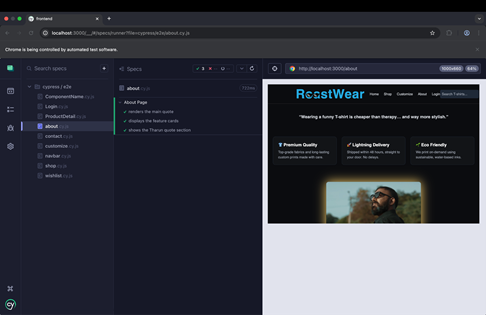 frontend
localhost:3000/__/#/specs/runner?file=cypress/e2e/about.cy.js
Chrome is being controlled by automated test software.
Search specs
cypress / e2e
ComponentName.cy.js
Login.cy.js
ProductDetail.cy.js
about.cy.js
contact.cy.js
customize.cy.js
navbar.cy.js
shop.cy.js
wishlist.cy.js
Specs
3
about cy.js
About Page
renders the main quote
displays the feature cards
shows the Tharun quote section
http://localhost:3000/about
1000x660
64%
RoastWear
Home Shop Customize About Login Search T-shirts...
"Wearing a funny T-shirt is cheaper than therapy... and way more stylish."
Premium Quality
Top-grade fabrics and long-lasting
custom prints made with care.
Lightning Delivery
Shipped within 48 hours, straight to
your door. No delays.
Eco Friendly
We print on-demand using
sustainable, water-based inks.
cy